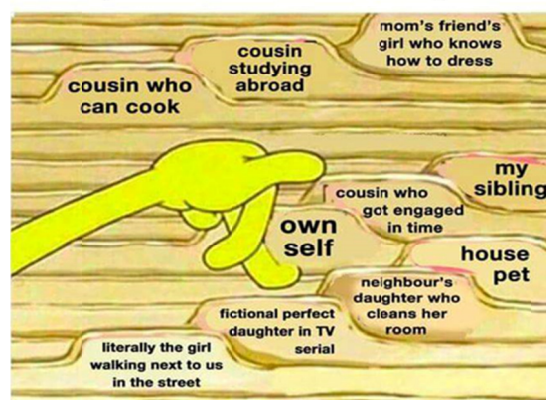 mom's friend's
girl who knows
how to dress
cousin
studying
abroad
cousin who
can cook
my
sibling
cousin who
got engaged
in time
own
self
house
pet
neighbour's
daughter who
cleans her
room
fictional perfect
daughter in TV
serial
literally the girl
walking next to us
in the street